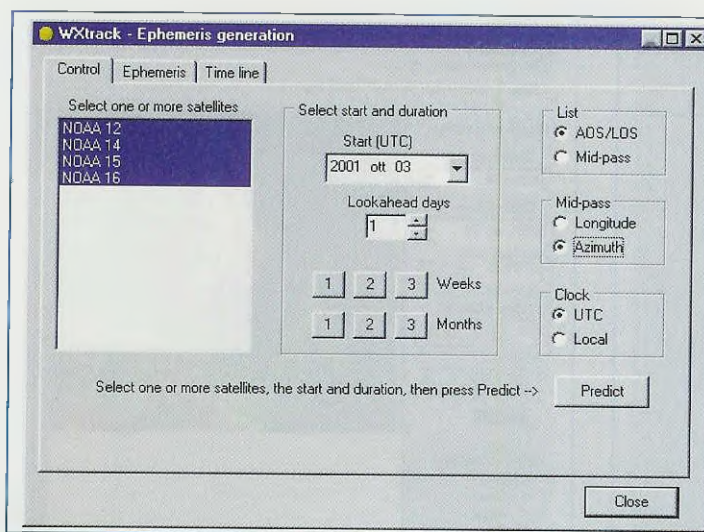 WXtrack - Ephemeris generation
Control Ephemeris Time line
Select one or more satellites
NOAA 12
NOAA 14
NOAA 15
NOAA 16
Select start and duration
Start (UTC)
2001 ott 03
Lookahead days
1
1 2 3 Weeks
1 2 3 Months
List
AOS/LOS
Mid-pass
Mid-pass
Longitude
Azimuth
Clock
UTC
Local
Select one or more satellites, the start and duration, then press Predict -->
Predict
Close